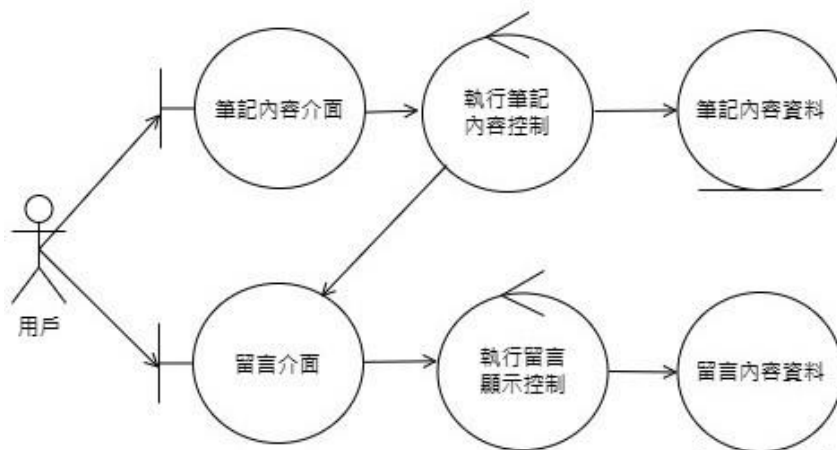 筆記內容介面
執行筆記
內容控制
筆記內容資料
用戶
留言介面
執行留言
顯示控制
留言內容資料